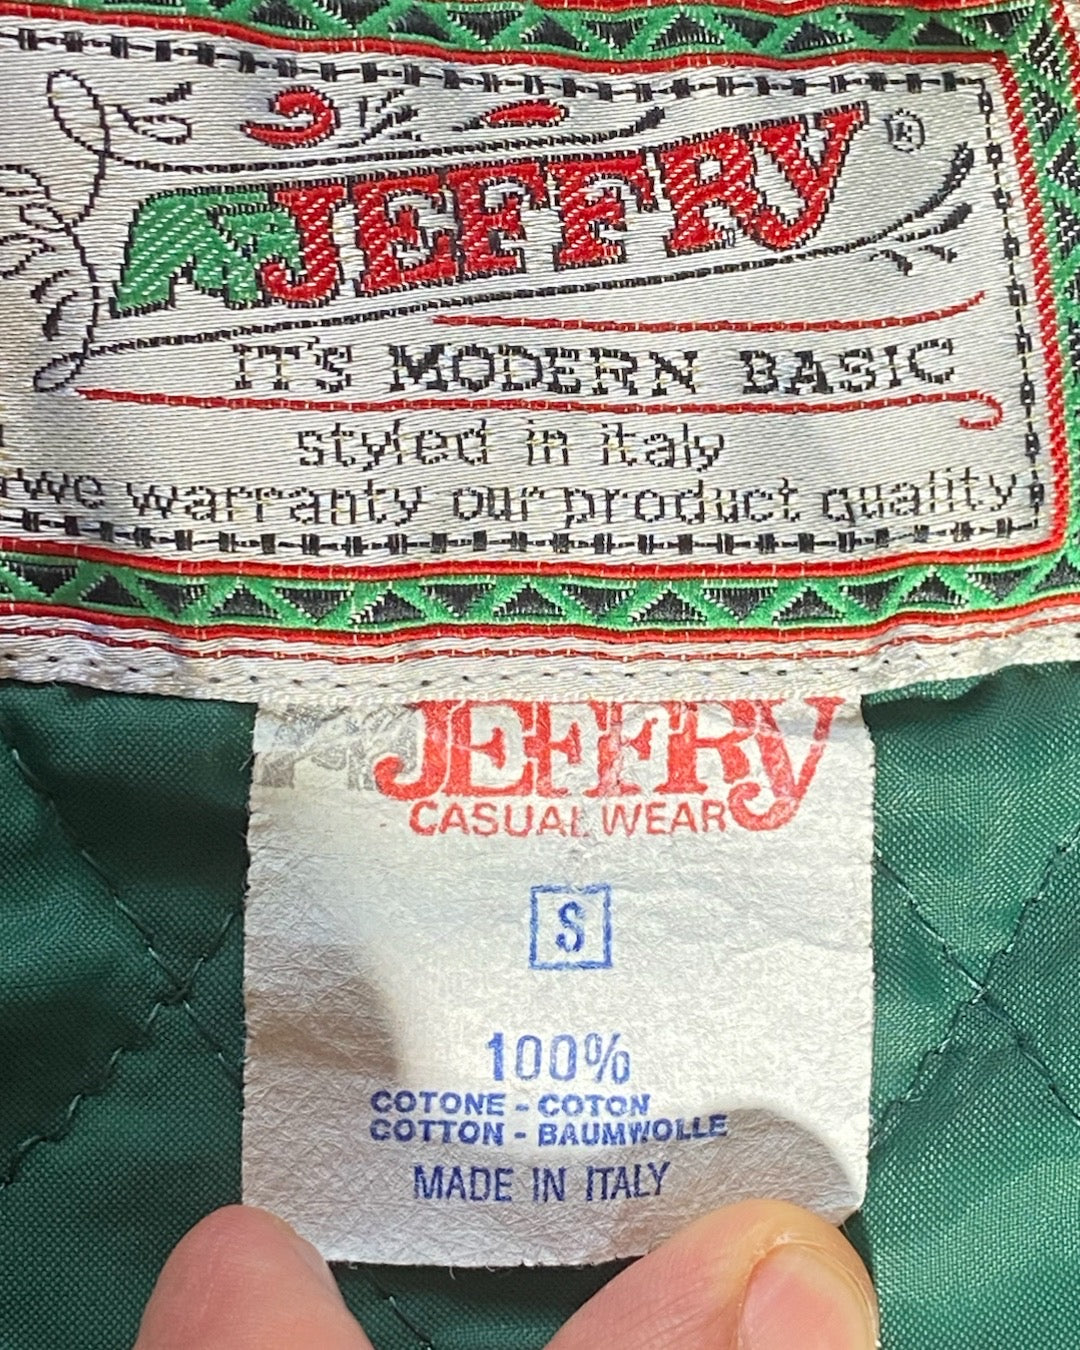 JEFFRY ®
IT'S MODERN BASIC
styled in italy
we warranty our product quality
JEFFRY
CASUAL WEAR
S
100%
COTONE - COTON
COTTON - BAUMWOLLE
MADE IN ITALY